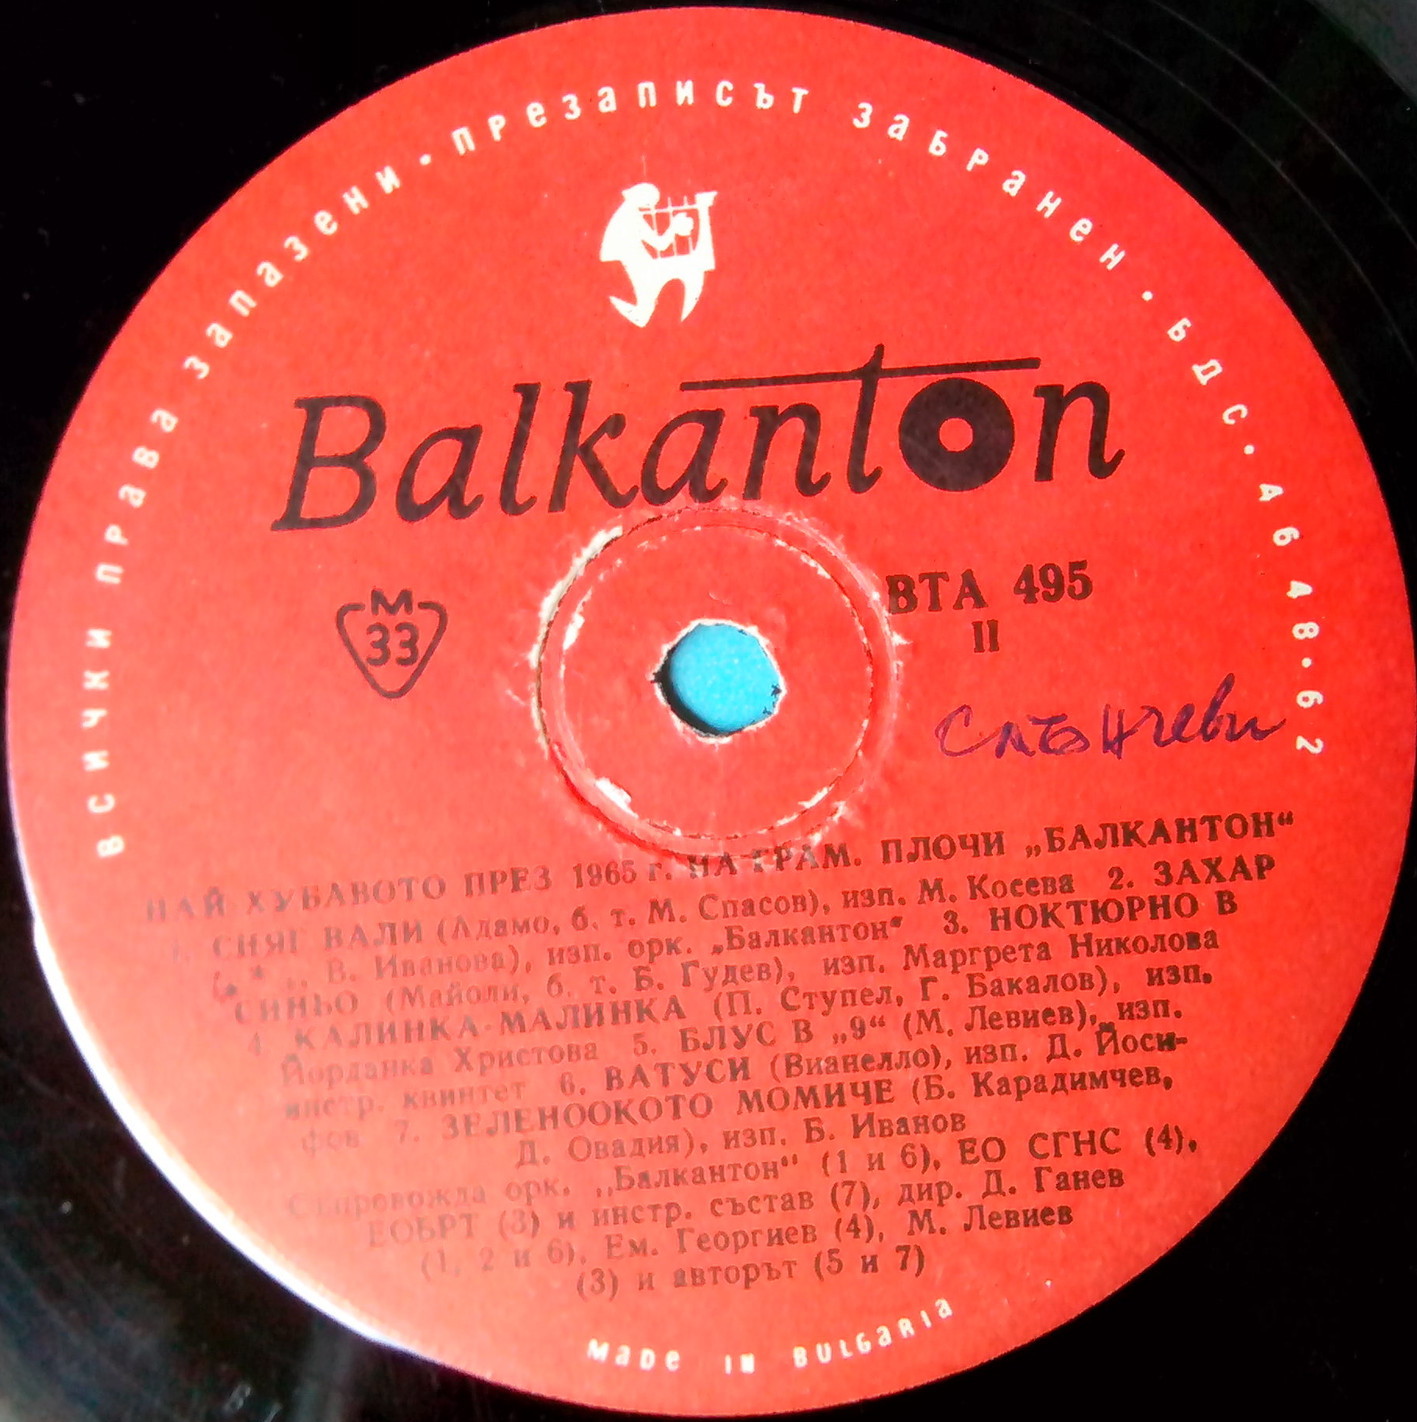 ВСИЧКИ ПРАВА ЗАПАЗЕНИ · ПРЕЗАПИСЪТ ЗАБРАНЕН · БДС · 46 48 · 62
Balkanton
М
33
ВТА 495
II
Слънчеви
НАЙ ХУБАВОТО ПРЕЗ 1965 г. НА ГРАМ. ПЛОЧИ „БАЛКАНТОН“
1. СНЯГ ВАЛИ (Адамо, б. т. М. Спасов), изп. М. Косева 2. ЗАХАР
В. Иванова), изп. орк. „Балкантон“ 3. НОКТЮРНО В
СИНЬО (Майоли, б. т. Б. Гудев), изп. Маргрета Николова
4. КАЛИНКА-МАЛИНКА (П. Ступел, Г. Бакалов), изп.
Йорданка Христова 5. БЛУС В „9“ (М. Левиев), изп.
инстр. квинтет 6. ВАТУСИ (Вианелло), изп. Д. Йоси-
фов 7. ЗЕЛЕНООКОТО МОМИЧЕ (Б. Карадимчев,
Д. Овадия), изп. Б. Иванов
Съпровожда орк. „Балкантон“ (1 и 6), ЕО СГНС (4),
ЕОБРТ (3) и инстр. състав (7), дир. Д. Ганев
(1, 2 и 6), Ем. Георгиев (4), М. Левиев
(3) и авторът (5 и 7)
MADE IN BULGARIA